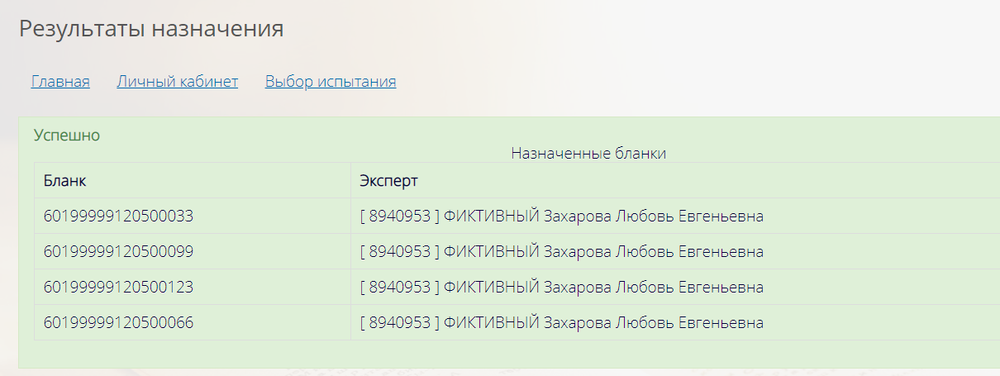 Результаты назначения
Главная Личный кабинет Выбор испытания
Успешно
Назначенные бланки
Бланк Эксперт
60199999120500033 [ 8940953 ] ФИКТИВНЫЙ Захарова Любовь Евгеньевна
60199999120500099 [ 8940953 ] ФИКТИВНЫЙ Захарова Любовь Евгеньевна
60199999120500123 [ 8940953 ] ФИКТИВНЫЙ Захарова Любовь Евгеньевна
60199999120500066 [ 8940953 ] ФИКТИВНЫЙ Захарова Любовь Евгеньевна